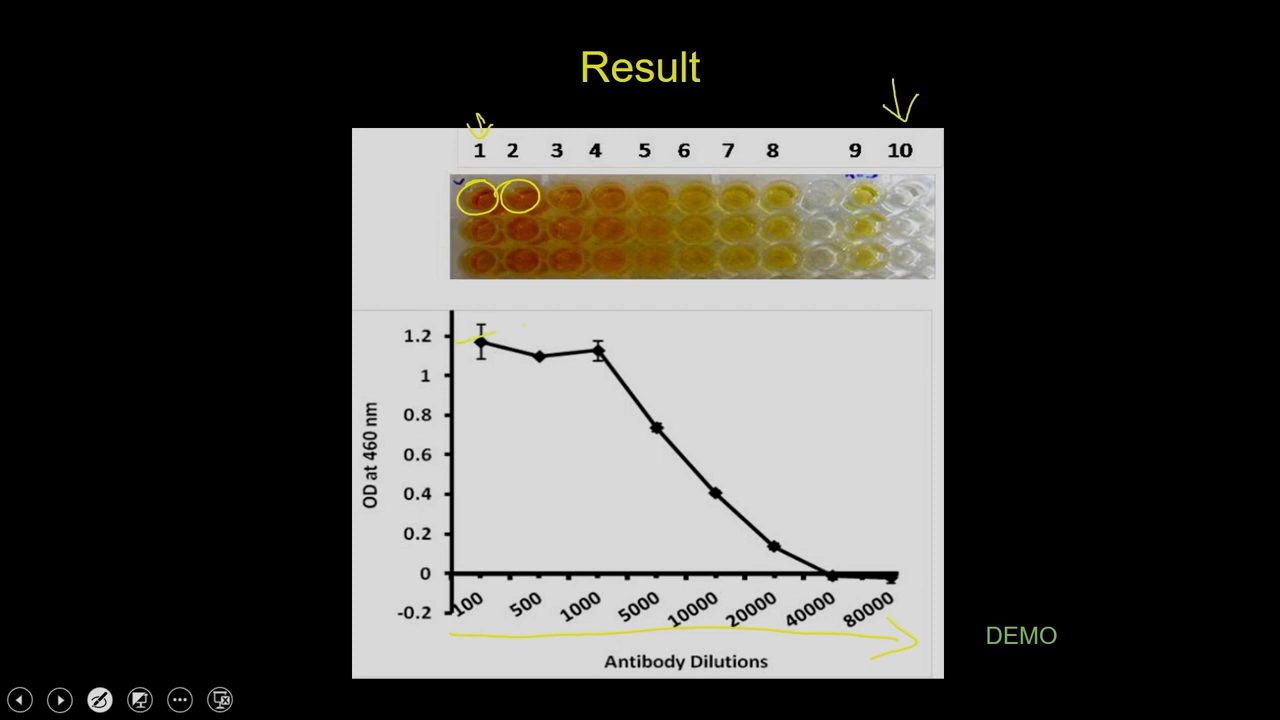 Result
1 2 3 4 5 6 7 8 9 10
1.2
1
0.8
0.6
0.4
0.2
0
-0.2
OD at 460 nm
100 500 1000 5000 10000 20000 40000 80000
Antibody Dilutions
DEMO